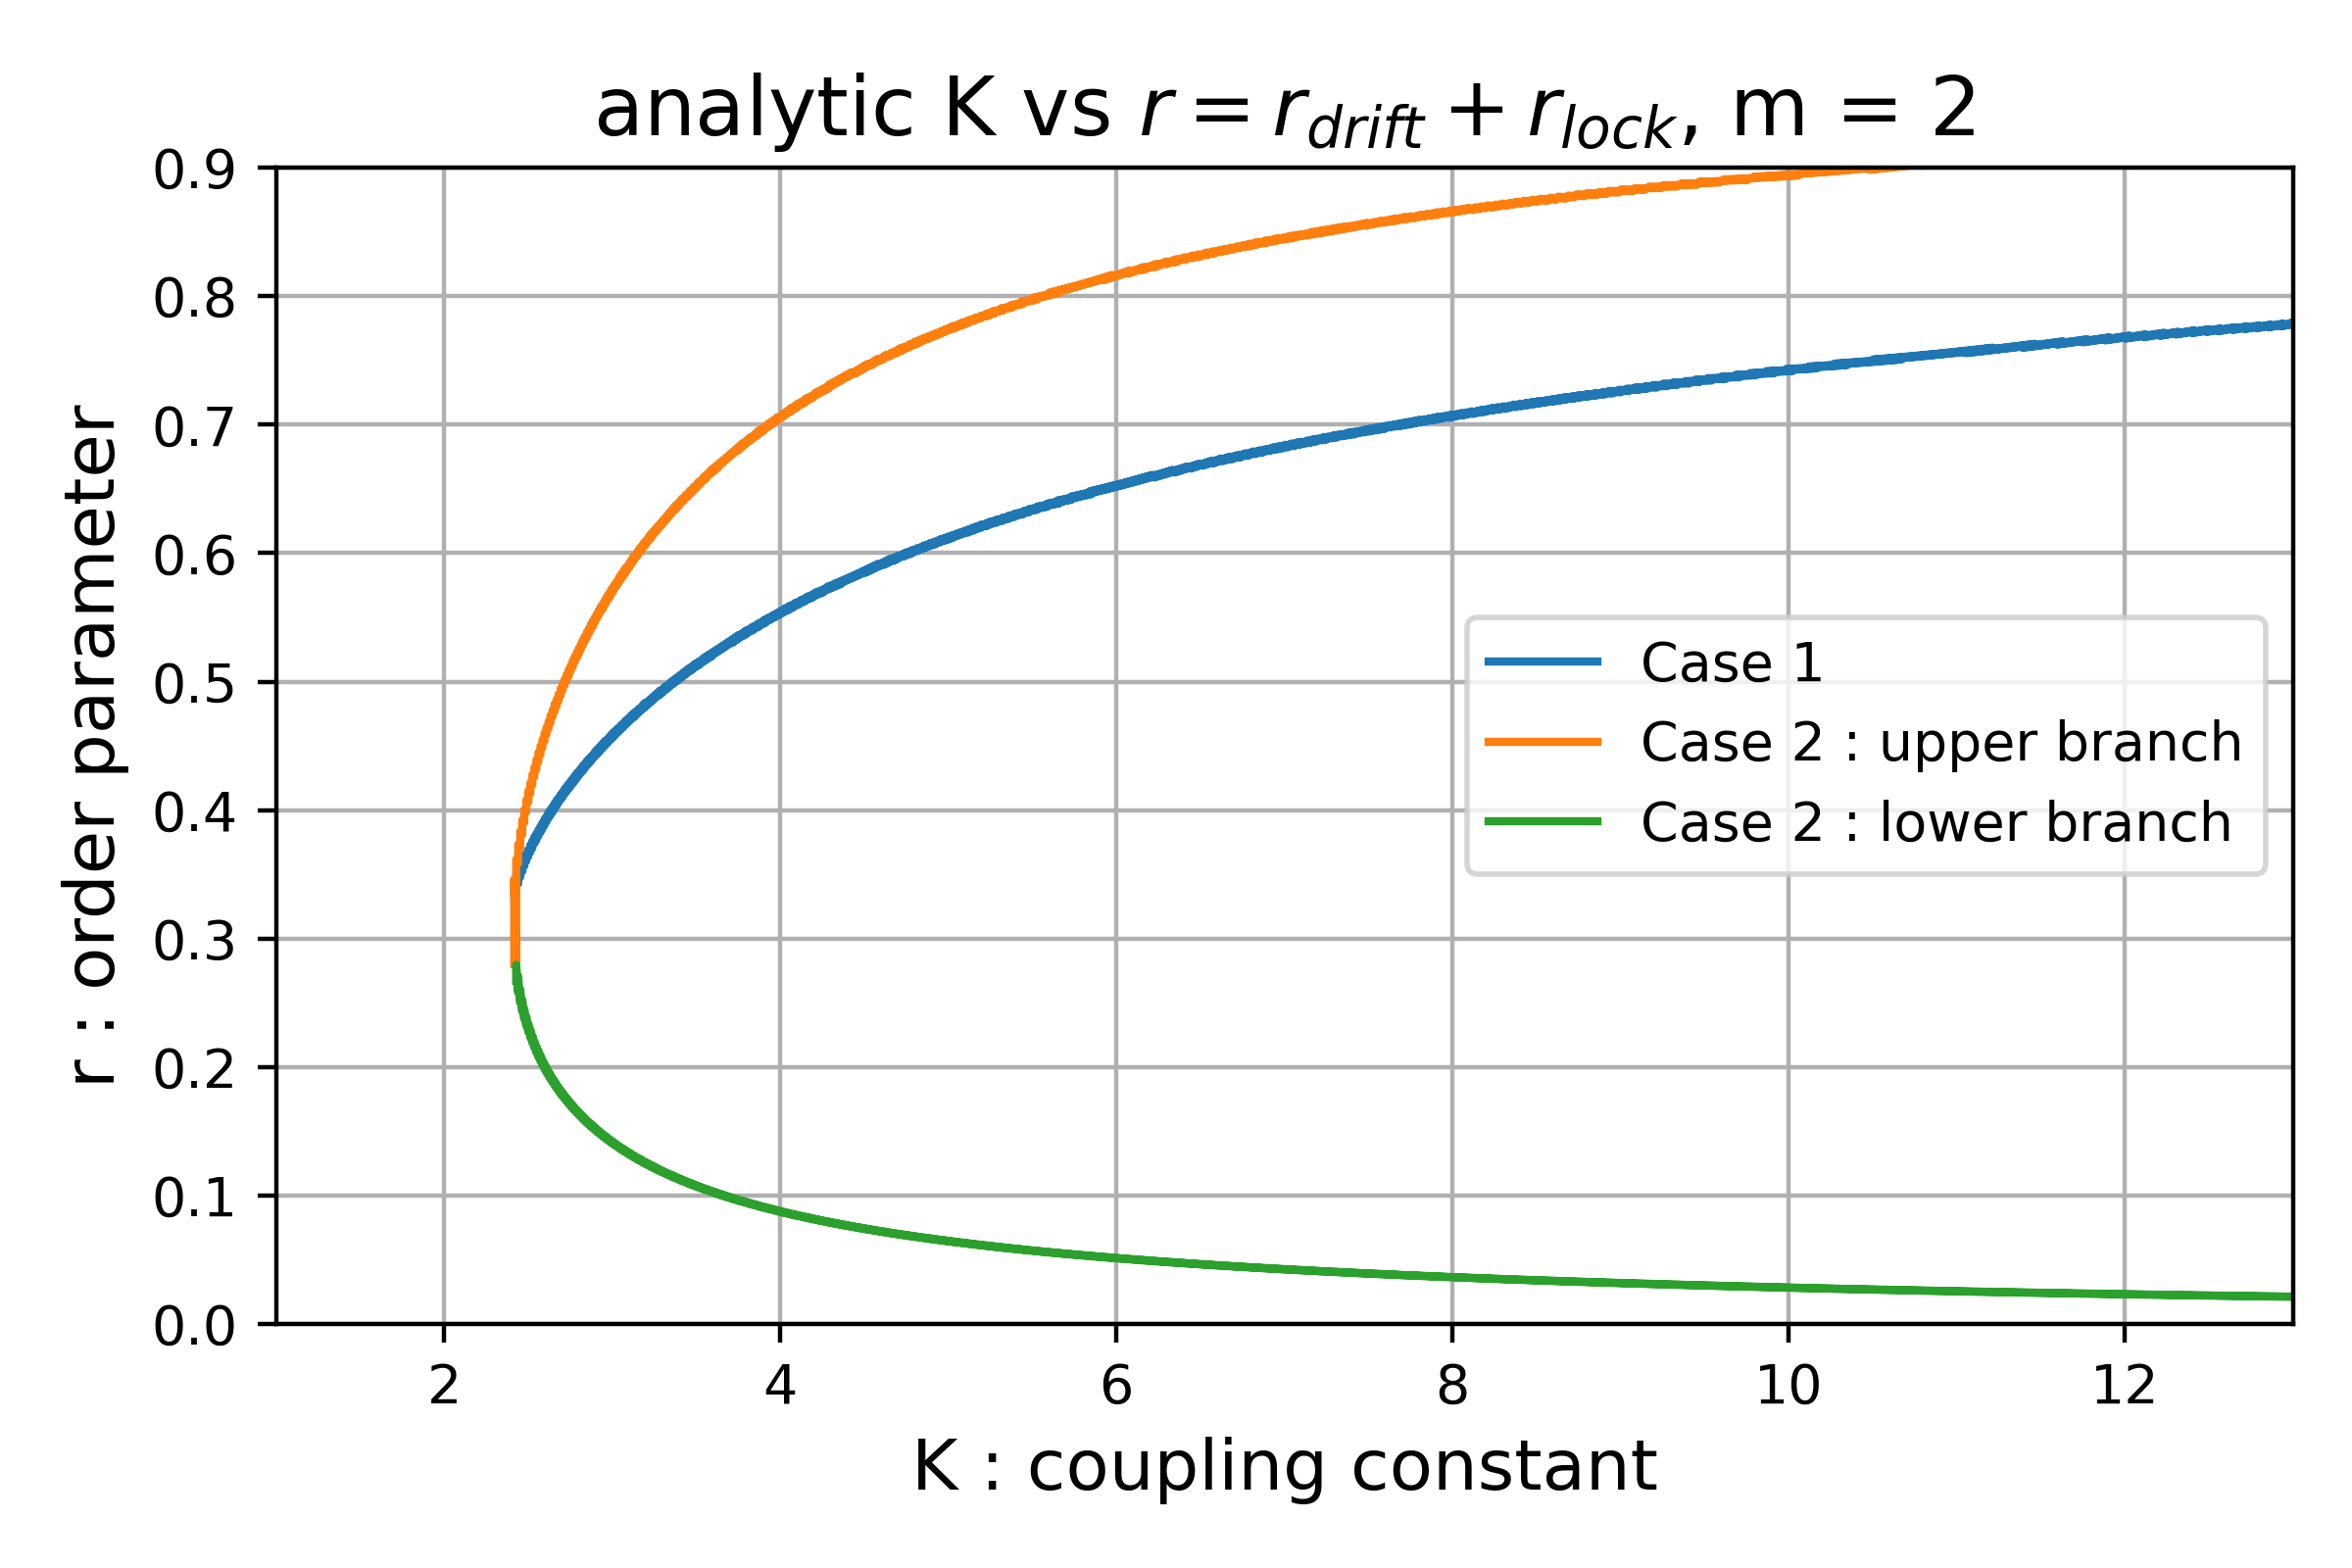 analytic K vs r = r_drift + r_lock, m = 2
r : order parameter
0.9
0.8
0.7
0.6
0.5
0.4
0.3
0.2
0.1
0.0
Case 1
Case 2 : upper branch
Case 2 : lower branch
2 4 6 8 10 12
K : coupling constant